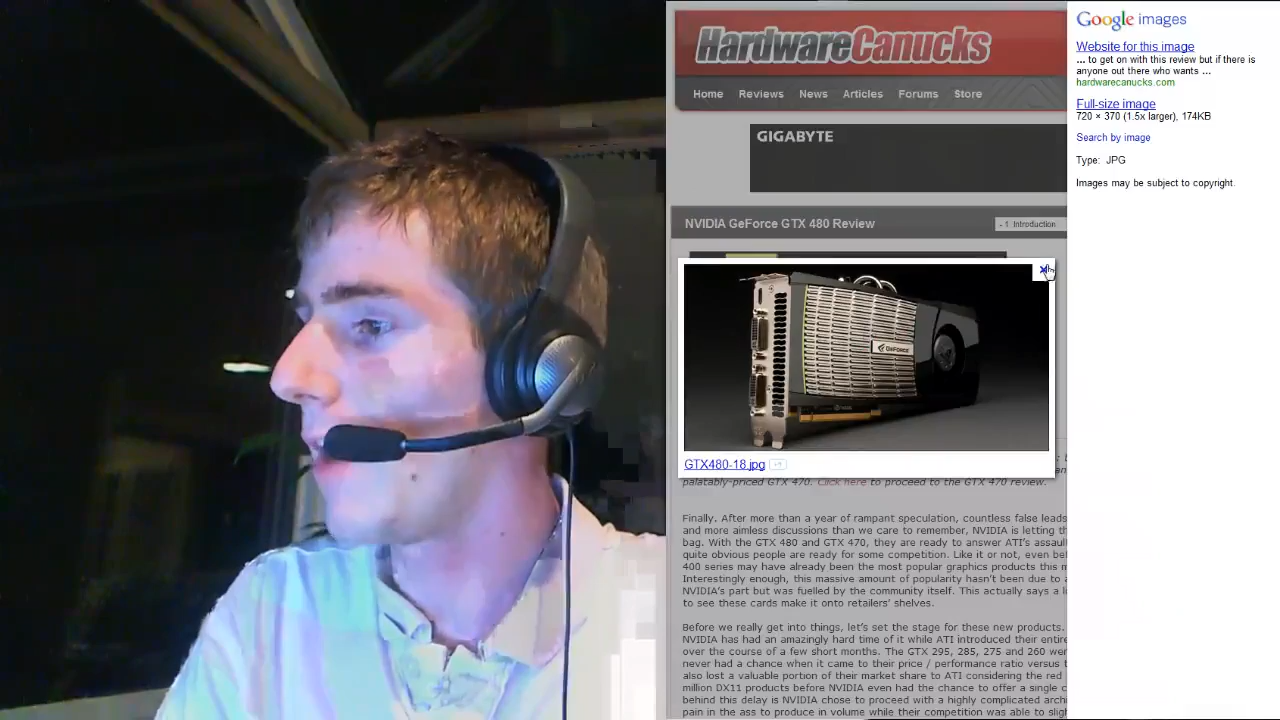 HardwareCanucks
Home Reviews News Articles Forums Store
GIGABYTE
NVIDIA GeForce GTX 480 Review
- 1 Introduction
GEFORCE
GTX480-18.jpg
+1
palatably-priced GTX 470. Click here to proceed to the GTX 470 review.
Finally. After more than a year of rampant speculation, countless false leads
and more aimless discussions than we care to remember, NVIDIA is letting th
bag. With the GTX 480 and GTX 470, they are ready to answer ATI's assaul
quite obvious people are ready for some competition. Like it or not, even bef
400 series may have already been the most popular graphics products this m
Interestingly enough, this massive amount of popularity hasn't been due to a
NVIDIA's part but was fuelled by the community itself. This actually says a l
to see these cards make it onto retailers' shelves.
Before we really get into things, let's set the stage for these new products.
NVIDIA has had an amazingly hard time of it while ATI introduced their entire
over the course of a few short months. The GTX 295, 285, 275 and 260 wer
never had a chance when it came to their price / performance ratio versus t
also lost a valuable portion of their market share to ATI considering the red
million DX11 products before NVIDIA even had the chance to offer a single c
behind this delay is NVIDIA chose to proceed with a highly complicated archi
pain in the ass to produce in volume while their competition was able to sligh
Google images
Website for this image
... to get on with this review but if there is
anyone out there who wants ...
hardwarecanucks.com
Full-size image
720 × 370 (1.5x larger), 174KB
Search by image
Type: JPG
Images may be subject to copyright.